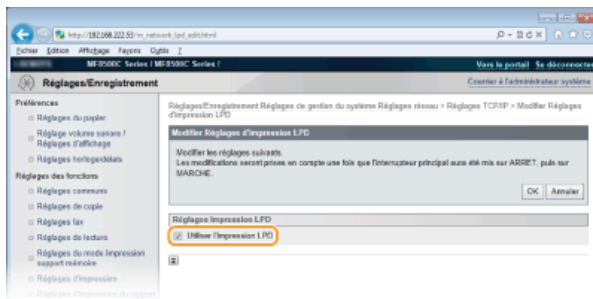 http://192.168.222.53/m_network_lpd_edit.html
Fichier Edition Affichage Favoris Outils ?
MF8500C Series / MF8500C Series /
Vers le portail Se déconnecter
Réglages/Enregistrement
Courrier à l'administrateur système
Préférences
Réglages du papier
Réglage volume sonore /
Réglages d'affichage
Réglages horloge/délais
Réglages des fonctions
Réglages communs
Réglages de copie
Réglages fax
Réglages de lecture
Réglages du mode Impression
support mémoire
Réglages d'impression
Réglages/Enregistrement:Réglages de gestion du système:Réglages réseau > Réglages TCP/IP > Modifier Réglages
d'impression LPD
Modifier Réglages d'impression LPD
Modifier les réglages suivants.
Les modifications seront prises en compte une fois que l'interrupteur principal aura été mis sur ARRET, puis sur
MARCHE.
OK Annuler
Réglages Impression LPD
Utiliser l'impression LPD